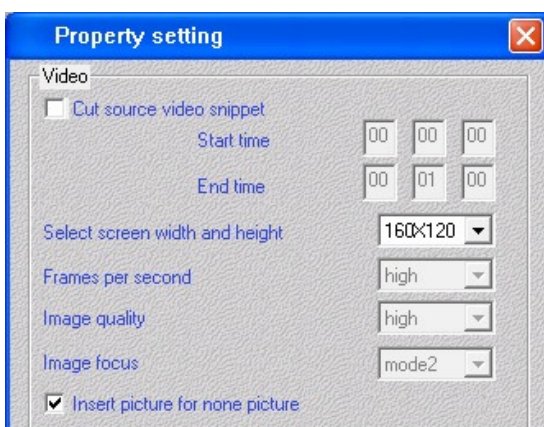 Property setting
Video
Cut source video snippet
Start time 00 00 00
End time 00 01 00
Select screen width and height 160X120
Frames per second high
Image quality high
Image focus mode2
Insert picture for none picture